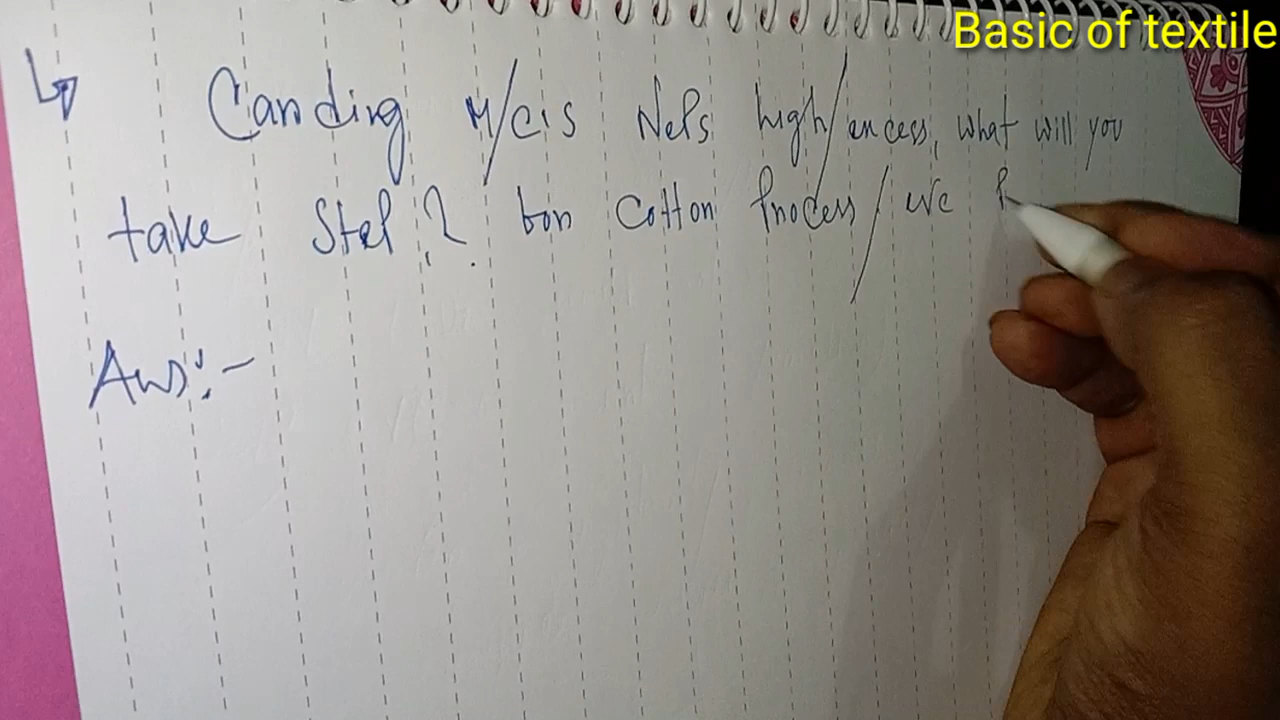 Basic of textile
↳ Carding M/C is Neps high/excess, what will you
take Step? for Cotton Process/ we P
Ans:-